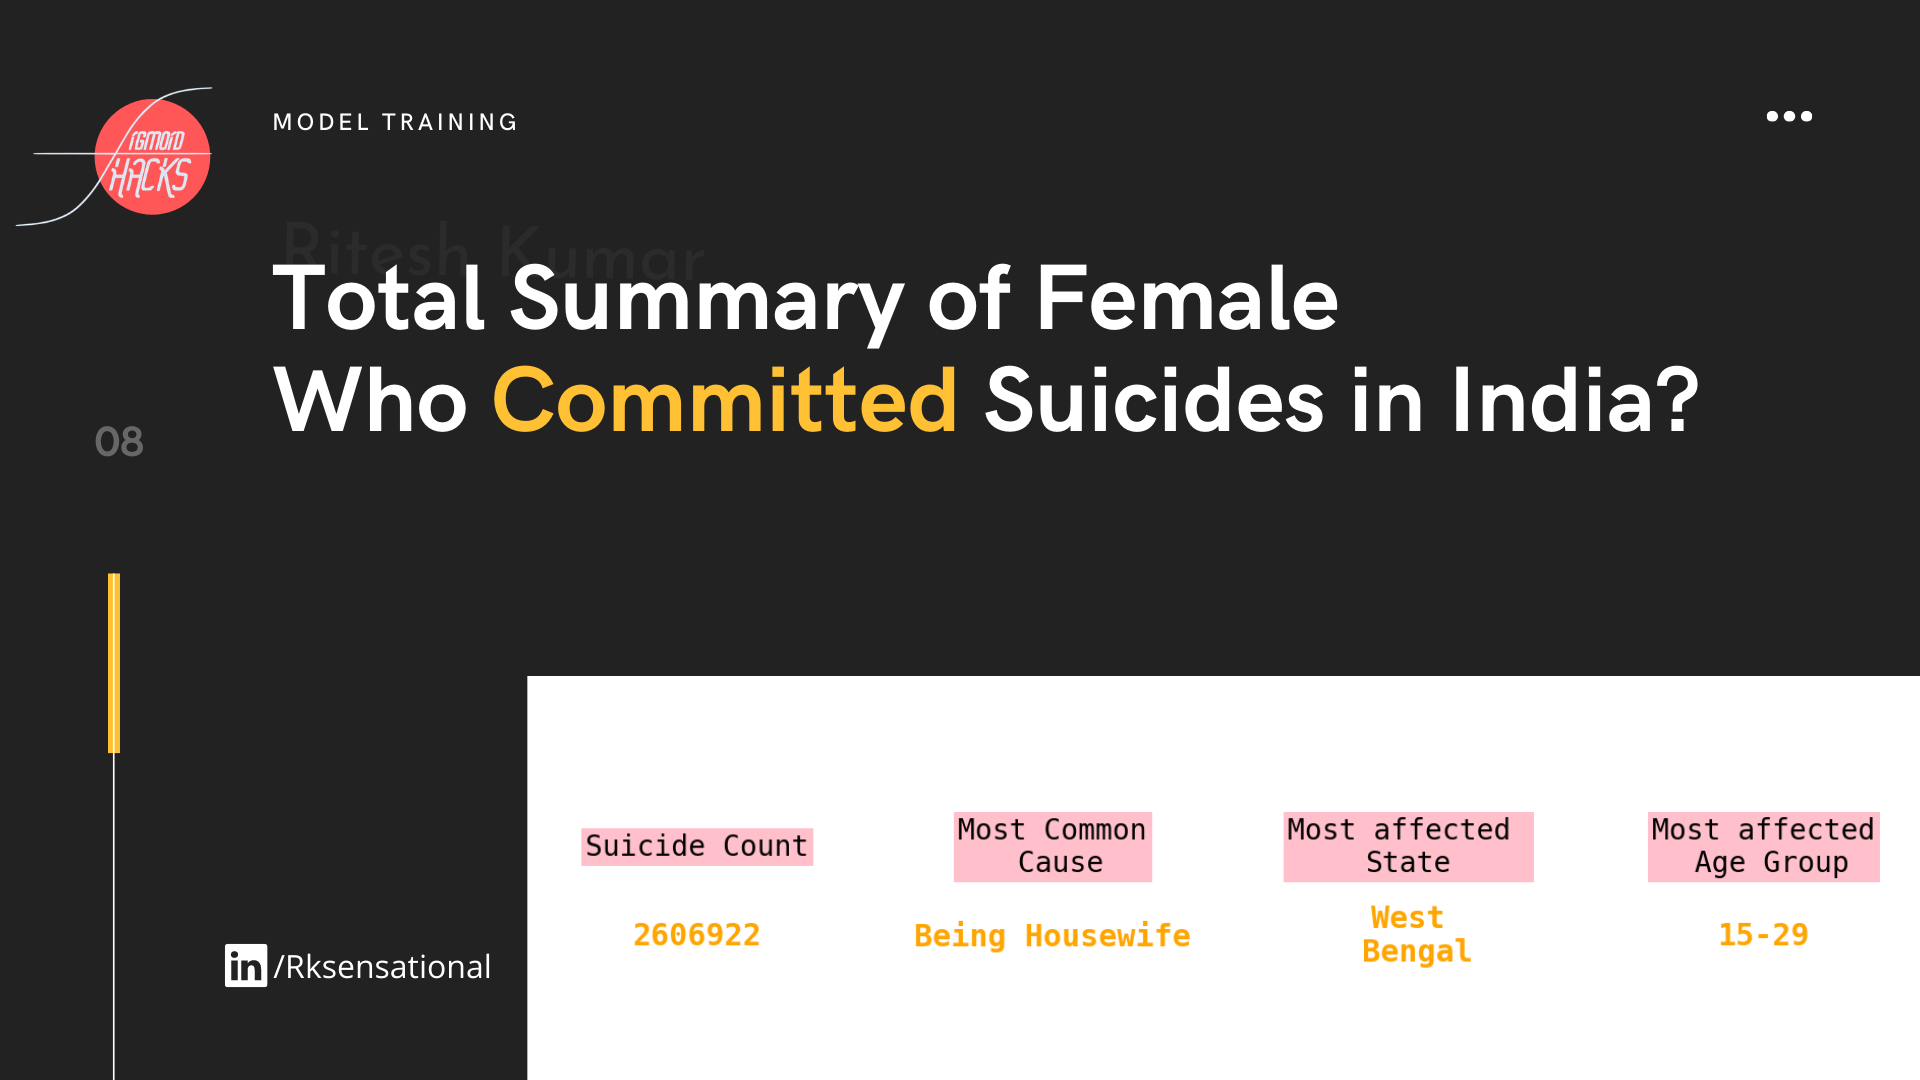 rgmoid
HACKS
MODEL TRAINING
Ritesh Kumar
Total Summary of Female
Who Committed Suicides in India?
08
Suicide Count
Most Common
Cause
Most affected
State
Most affected
Age Group
2606922
Being Housewife
West
Bengal
15-29
in/Rksensational